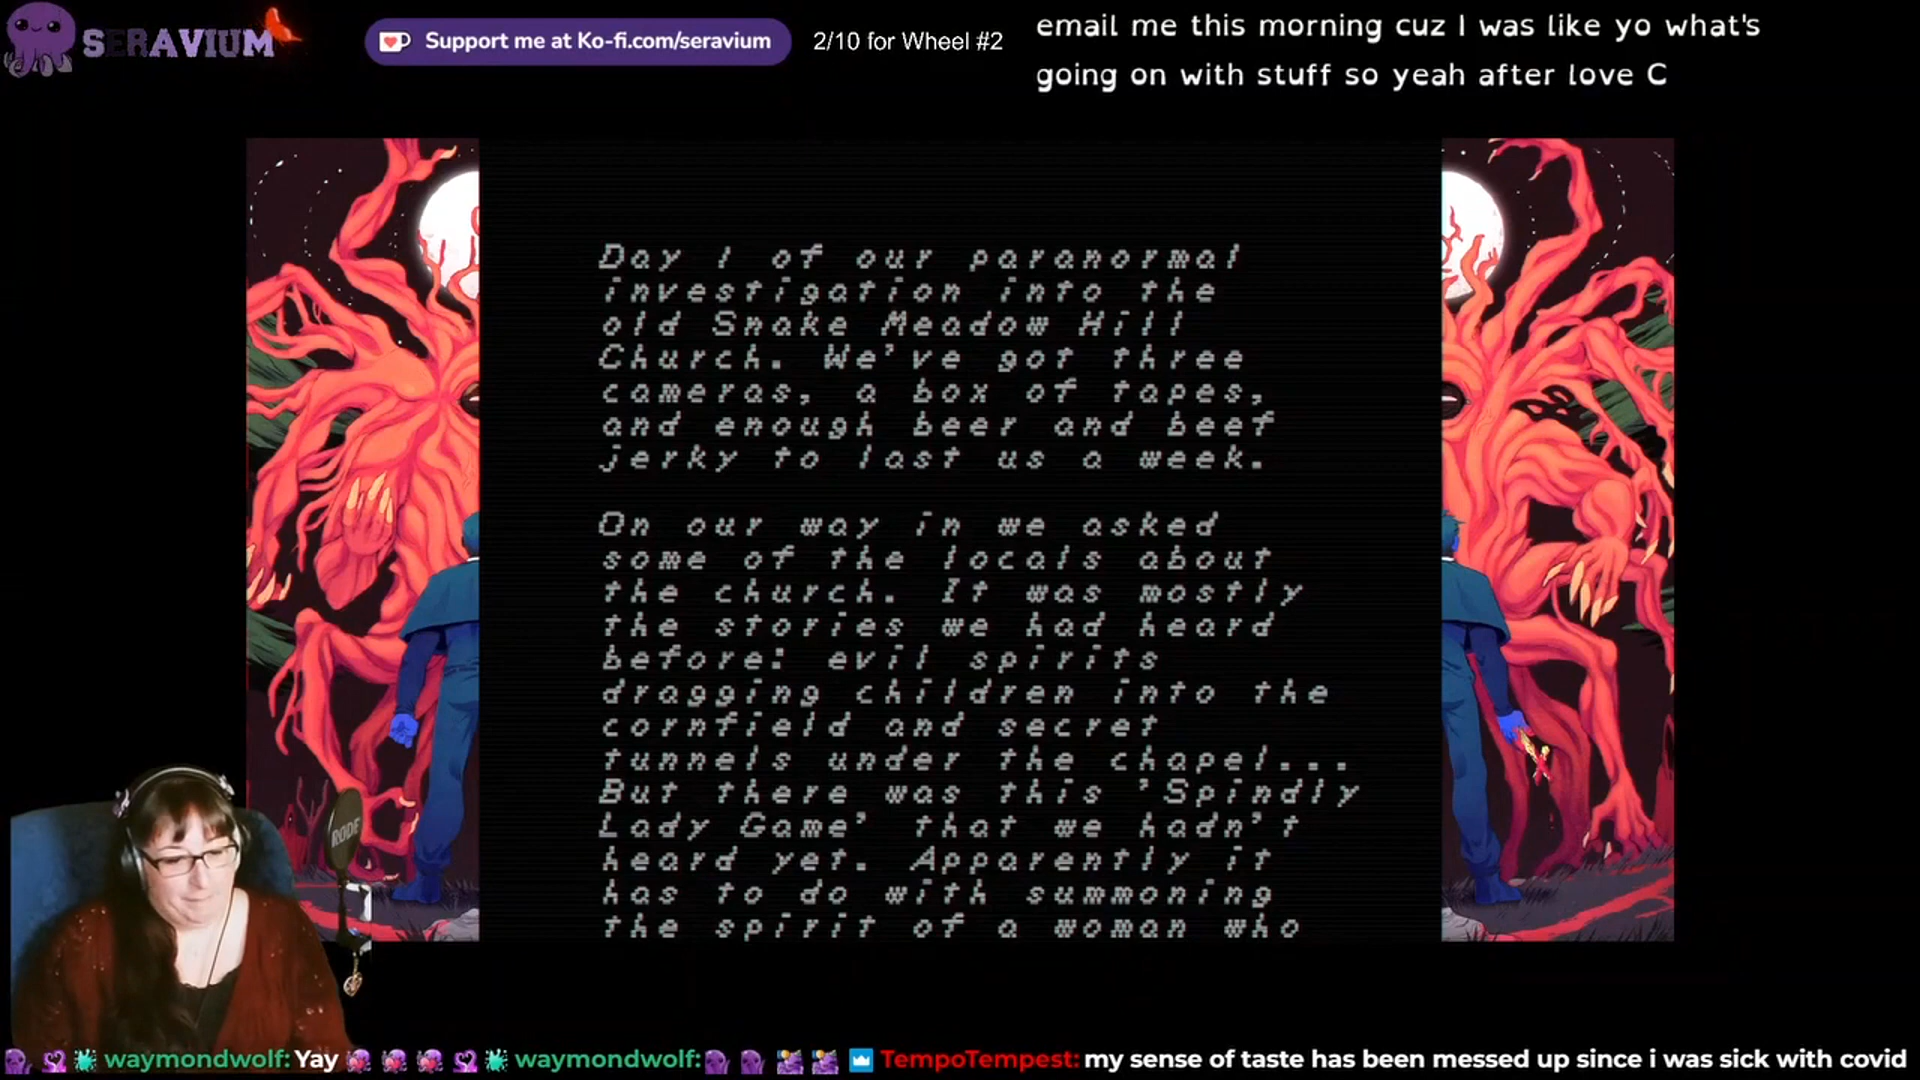 SERAVIUM
Support me at Ko-fi.com/seravium
2/10 for Wheel #2
email me this morning cuz I was like yo what's
going on with stuff so yeah after love C
Day 1 of our paranormal
investigation into the
old Snake Meadow Hill
Church. We've got three
cameras, a box of tapes,
and enough beer and beef
jerky to last us a week.
On our way in we asked
some of the locals about
the church. It was mostly
the stories we had heard
before: evil spirits
dragging children into the
cornfield and secret
tunnels under the chapel...
But there was this 'Spindly
Lady Game' that we hadn't
heard yet. Apparently it
has to do with summoning
the spirit of a woman who
RODE
waymondwolf: Yay waymondwolf: TempoTempest: my sense of taste has been messed up since i was sick with covid